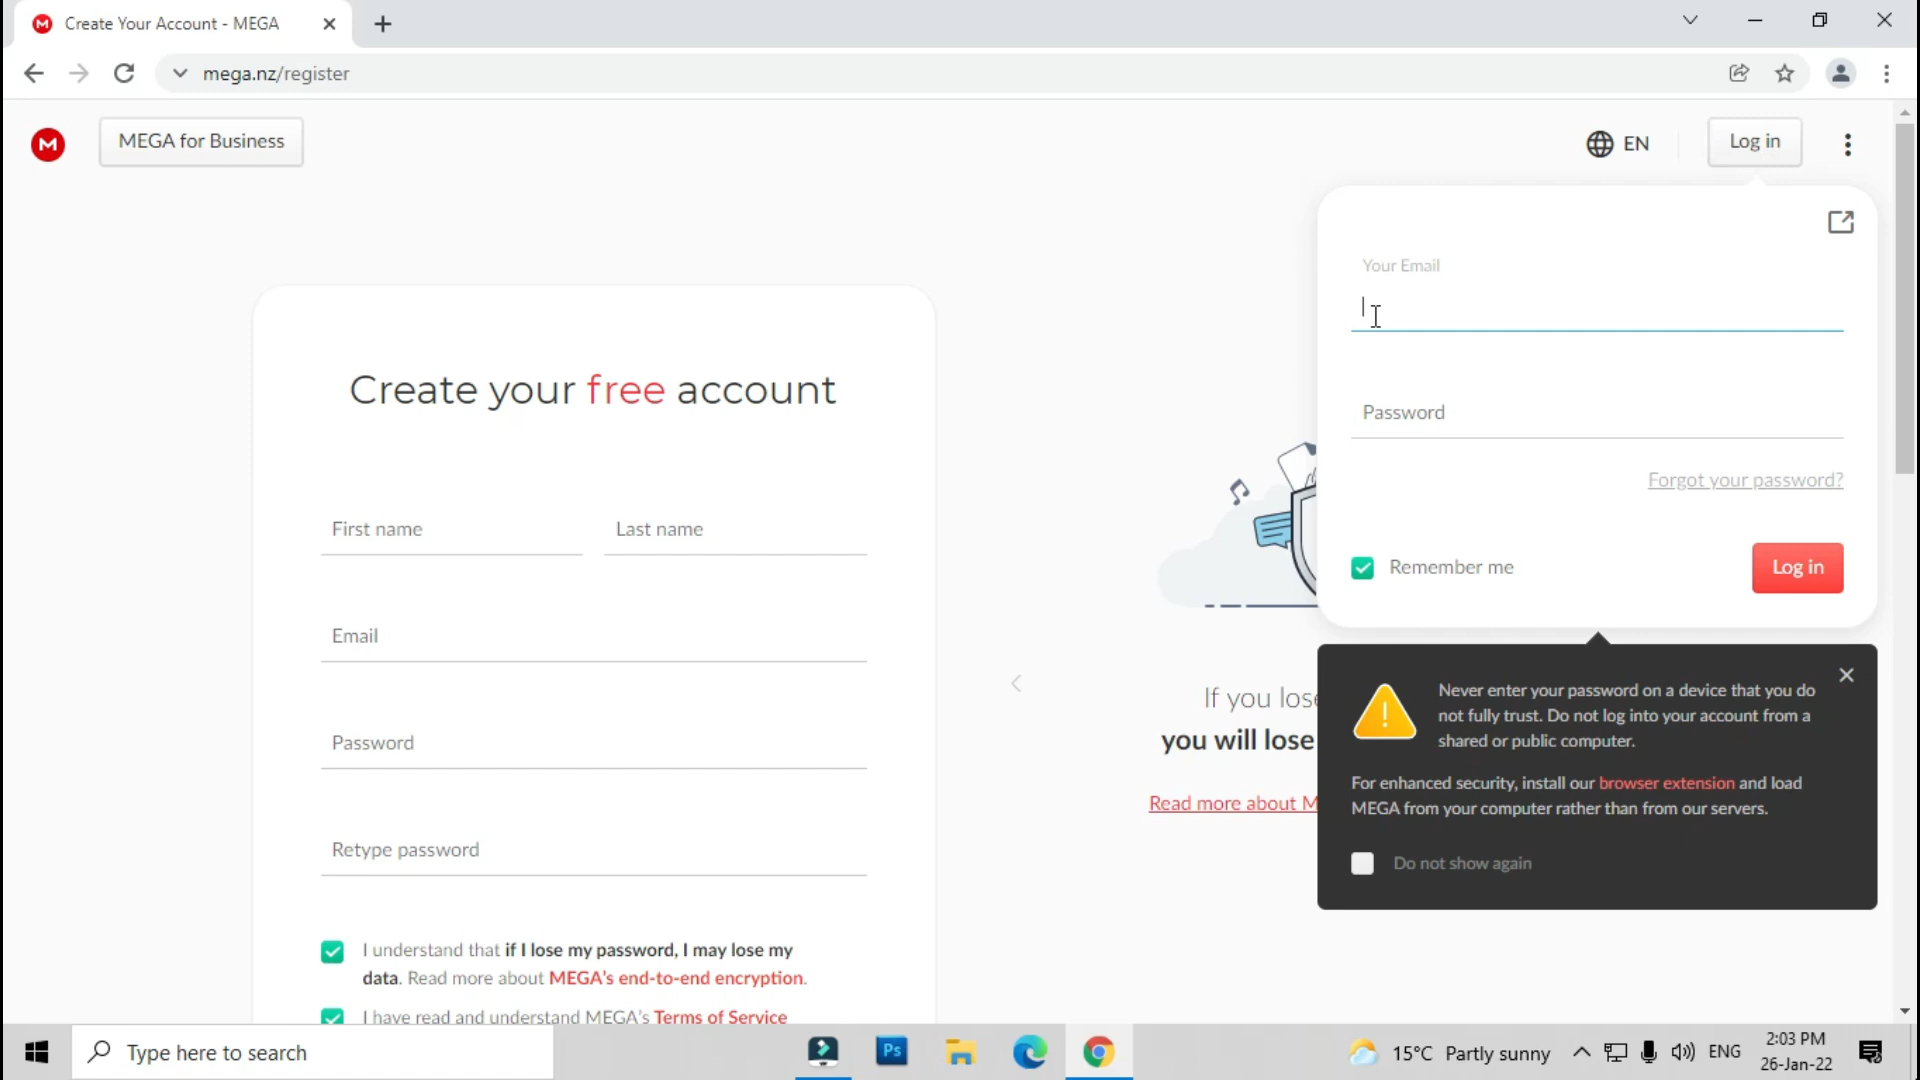 Create Your Account - MEGA
mega.nz/register
MEGA for Business
EN
Log in
Create your free account
First name
Last name
Email
Password
Retype password
I understand that if I lose my password, I may lose my
data. Read more about MEGA's end-to-end encryption.
I have read and understand MEGA's Terms of Service
If you lose
you will lose
Read more about M
Your Email
Password
Forgot your password?
Remember me
Log in
Never enter your password on a device that you do
not fully trust. Do not log into your account from a
shared or public computer.
For enhanced security, install our browser extension and load
MEGA from your computer rather than from our servers.
Do not show again
Type here to search
Ps
15°C Partly sunny
ENG
2:03 PM
26-Jan-22